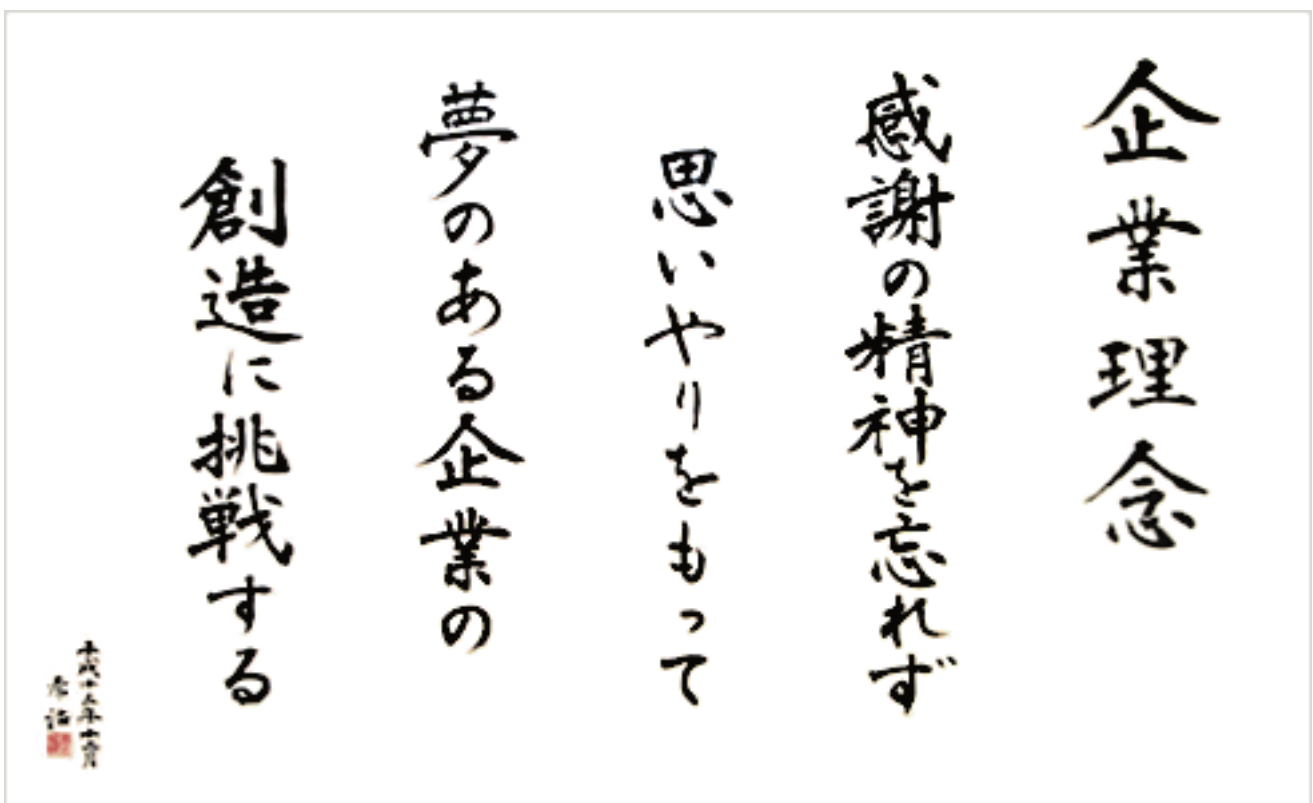 企業理念
感謝の精神を忘れず
思いやりをもって
夢のある企業の
創造に挑戦する